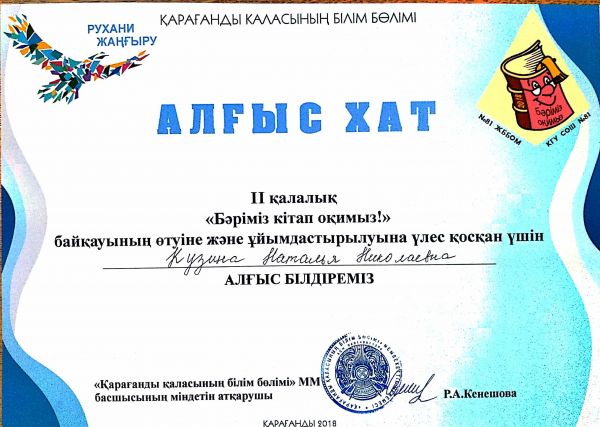 ҚАРАҒАНДЫ ҚАЛАСЫНЫҢ БІЛІМ БӨЛІМІ
РУХАНИ
ЖАҢҒЫРУ
Бәріміз
оқимыз
№81 ЖББОМ
КГУ СОШ №81
АЛҒЫС ХАТ
II қалалық
«Бәріміз кітап оқимыз!»
байқауының өтуіне және ұйымдастырылуына үлес қосқан үшін
Кузина Наталья Николаевна
АЛҒЫС БІЛДІРЕМІЗ
«Қарағанды қаласының білім бөлімі» ММ
басшысының міндетін атқарушы
Р.А.Кенешова
ҚАРАҒАНДЫ 2018